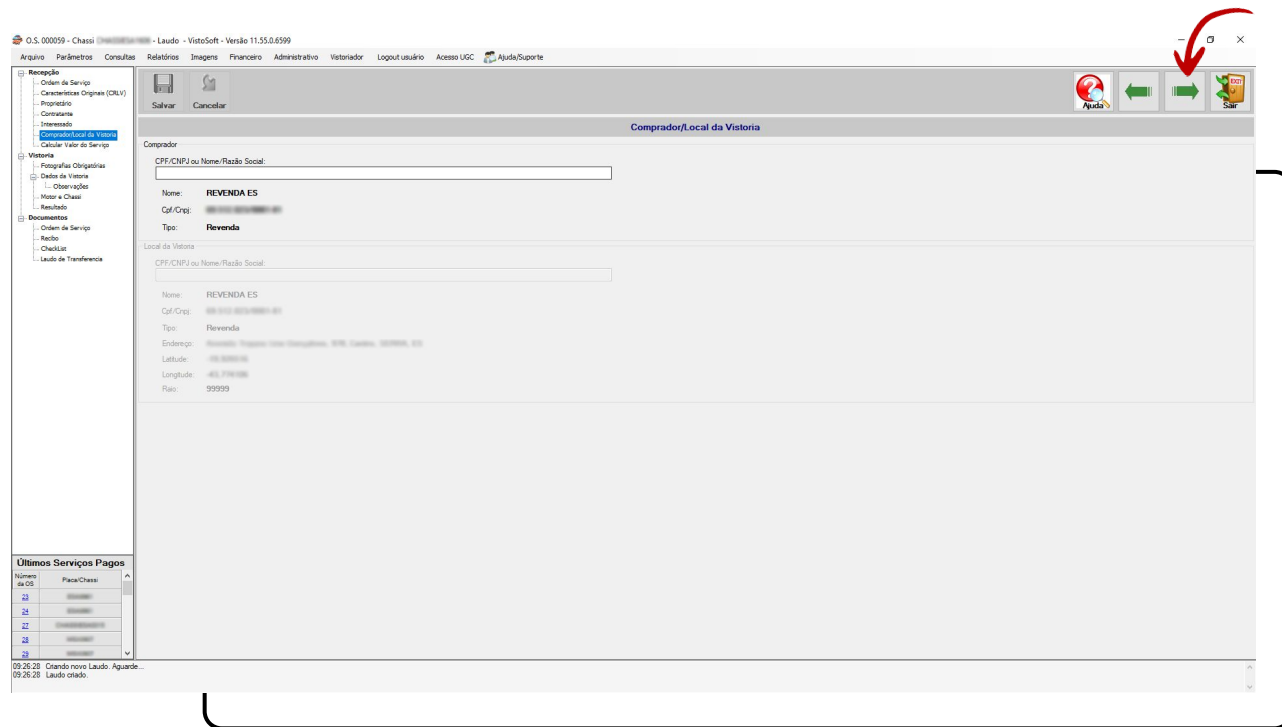 O.S. 000059 - Chassi - Laudo - VistoSoft - Versão 11.55.0.6599
Arquivo Parâmetros Consultas Relatórios Imagens Financeiro Administrativo Vistoriador Logout usuário Acesso UGC Ajuda/Suporte
Recepção
Ordem de Serviço
Características Originais (CRLV)
Proprietário
Contratante
Interessado
Comprador/Local da Vistoria
Calcular Valor do Serviço
Vistoria
Fotografias Obrigatórias
Dados da Vistoria
Observações
Motor e Chassi
Resultado
Documentos
Ordem de Serviço
Recibo
CheckList
Laudo de Transferencia
Salvar Cancelar
Ajuda
EXIT
Sair
Comprador/Local da Vistoria
Comprador
CPF/CNPJ ou Nome/Razão Social:
Nome: REVENDA ES
Cpf/Cnpj:
Tipo: Revenda
Local da Vistoria
CPF/CNPJ ou Nome/Razão Social:
Nome: REVENDA ES
Cpf/Cnpj:
Tipo: Revenda
Endereço:
Latitude:
Longitude:
Raio: 99999
Últimos Serviços Pagos
Número da OS Placa/Chassi
23
24
27
28
29
09:26:28 Criando novo Laudo. Aguarde...
09:26:28 Laudo criado.